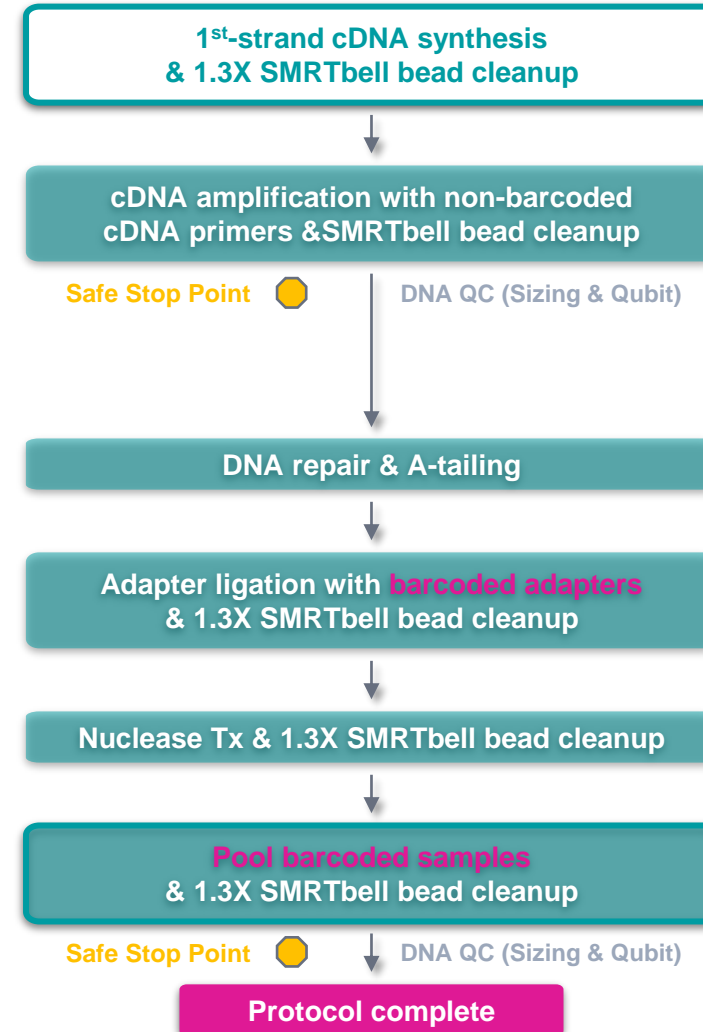 1st-strand cDNA synthesis
& 1.3X SMRTbell bead cleanup
cDNA amplification with non-barcoded
cDNA primers &SMRTbell bead cleanup
Safe Stop Point DNA QC (Sizing & Qubit)
DNA repair & A-tailing
Adapter ligation with barcoded adapters
& 1.3X SMRTbell bead cleanup
Nuclease Tx & 1.3X SMRTbell bead cleanup
Pool barcoded samples
& 1.3X SMRTbell bead cleanup
Safe Stop Point DNA QC (Sizing & Qubit)
Protocol complete